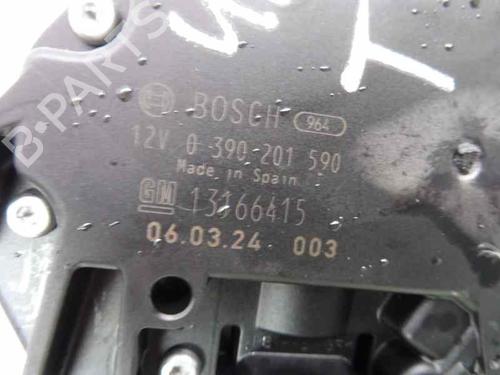 BOSCH 964
12V 0 390 201 590
Made in Spain
GM 13166415
06.03.24 003
B-PARTS